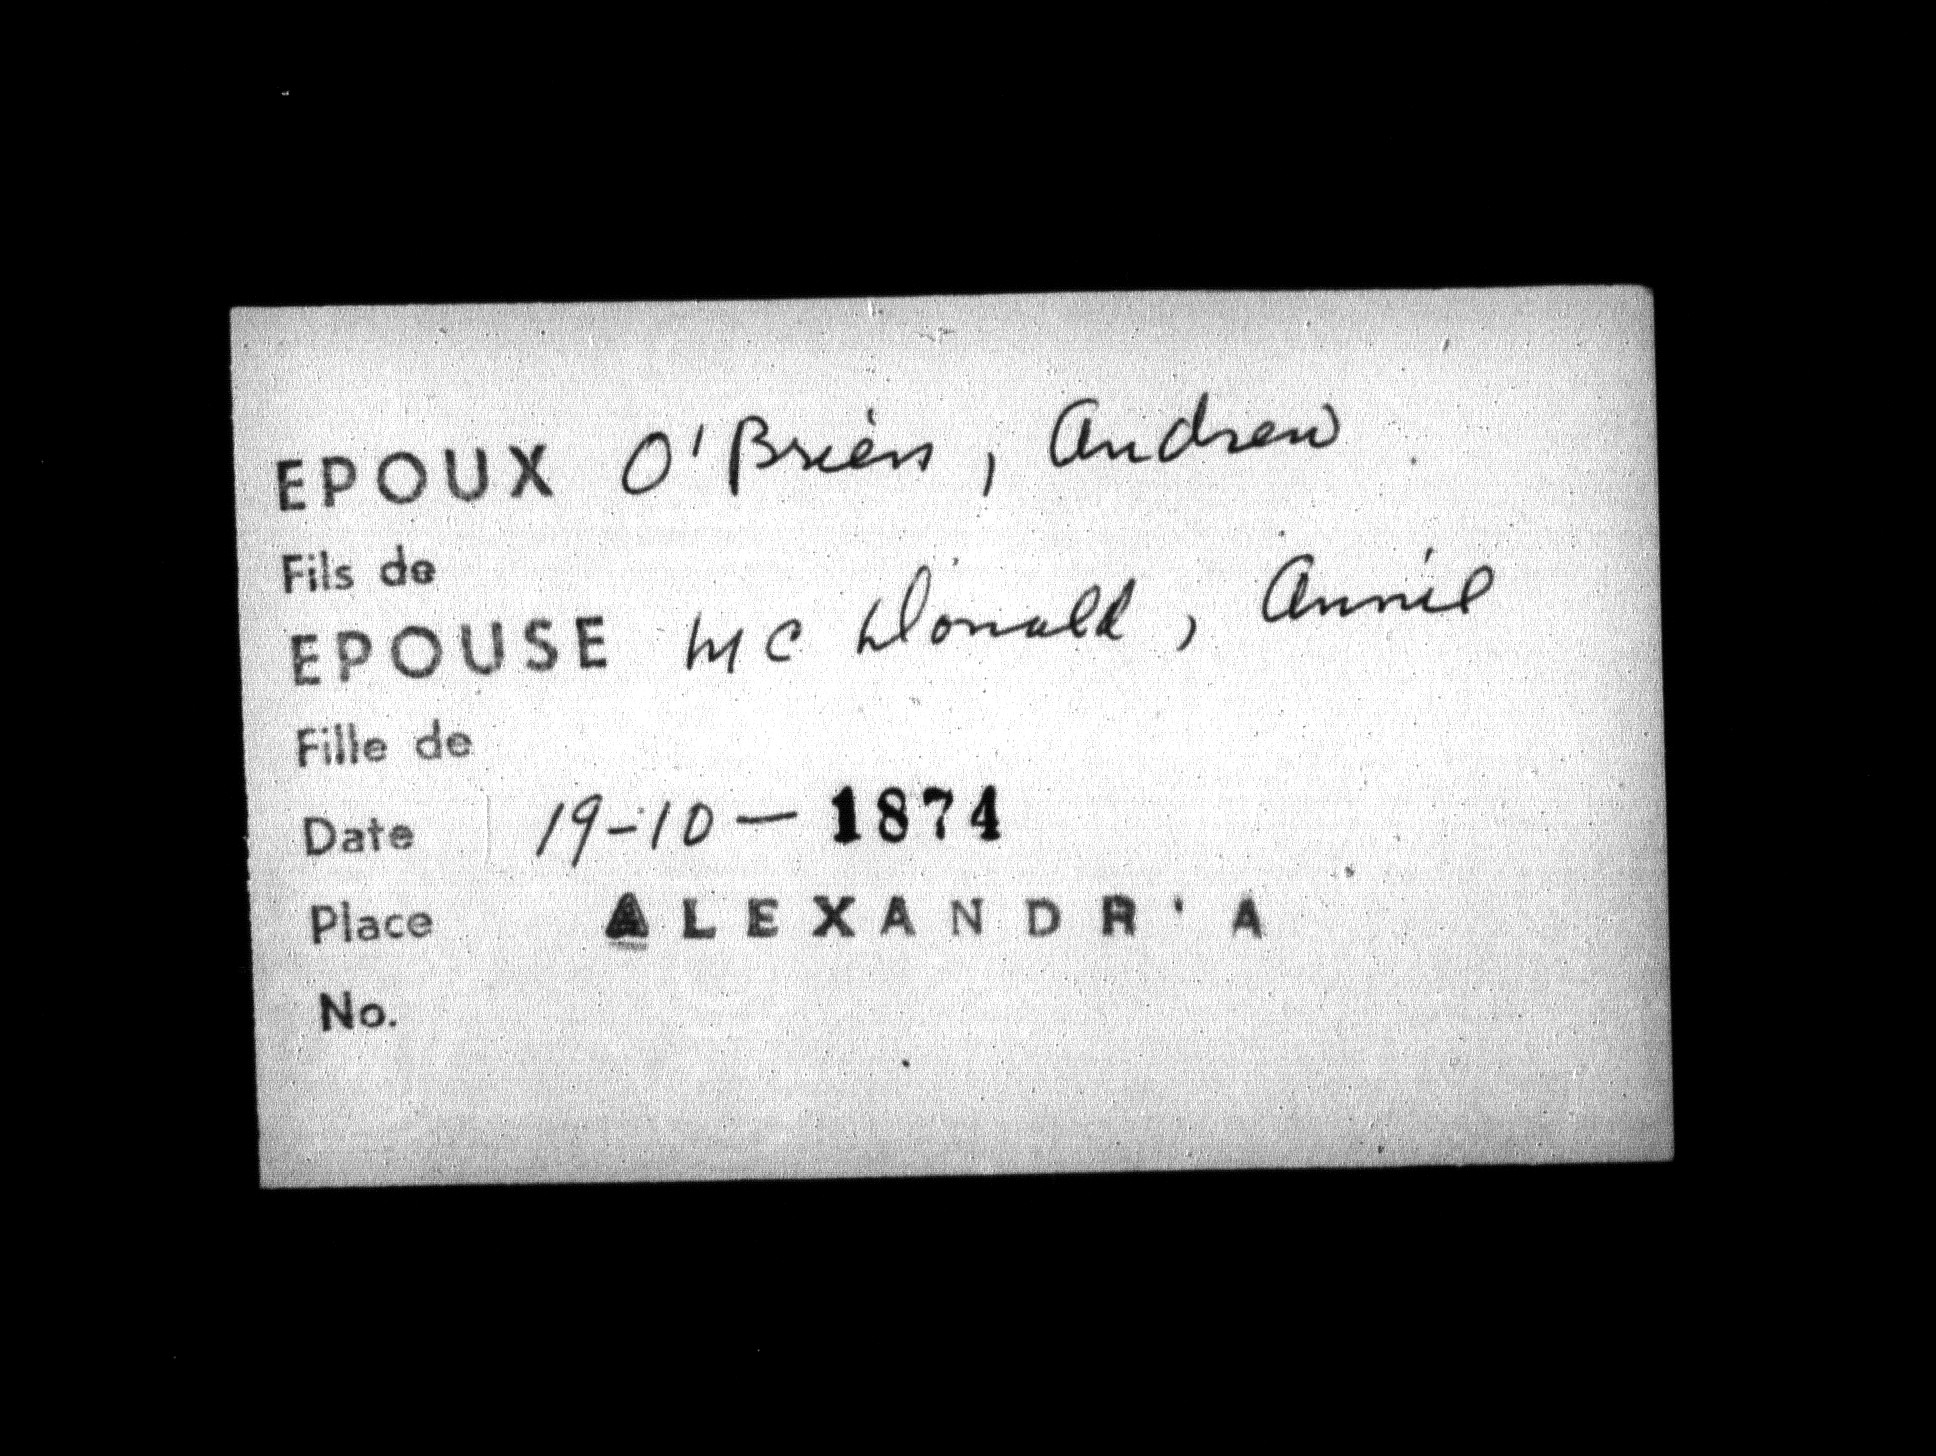 EPOUX O'Brien, Andrew
Fils de
EPOUSE Mc Donald, Annie
Fille de
Date 19-10-1874
Place ALEXANDR'A
No.